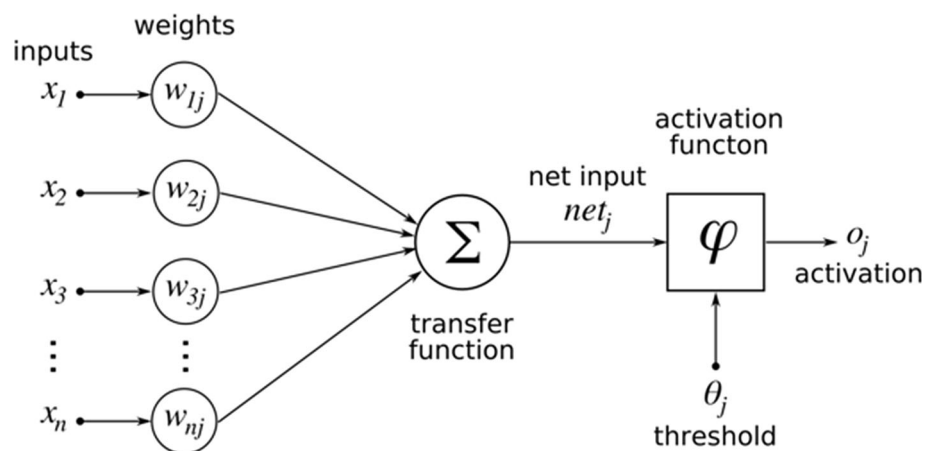 weights
inputs
x1
w1j
x2
w2j
x3
w3j
⋮
⋮
xn
wnj
Σ
transfer
function
net input
netj
activation
functon
φ
oj
activation
θj
threshold